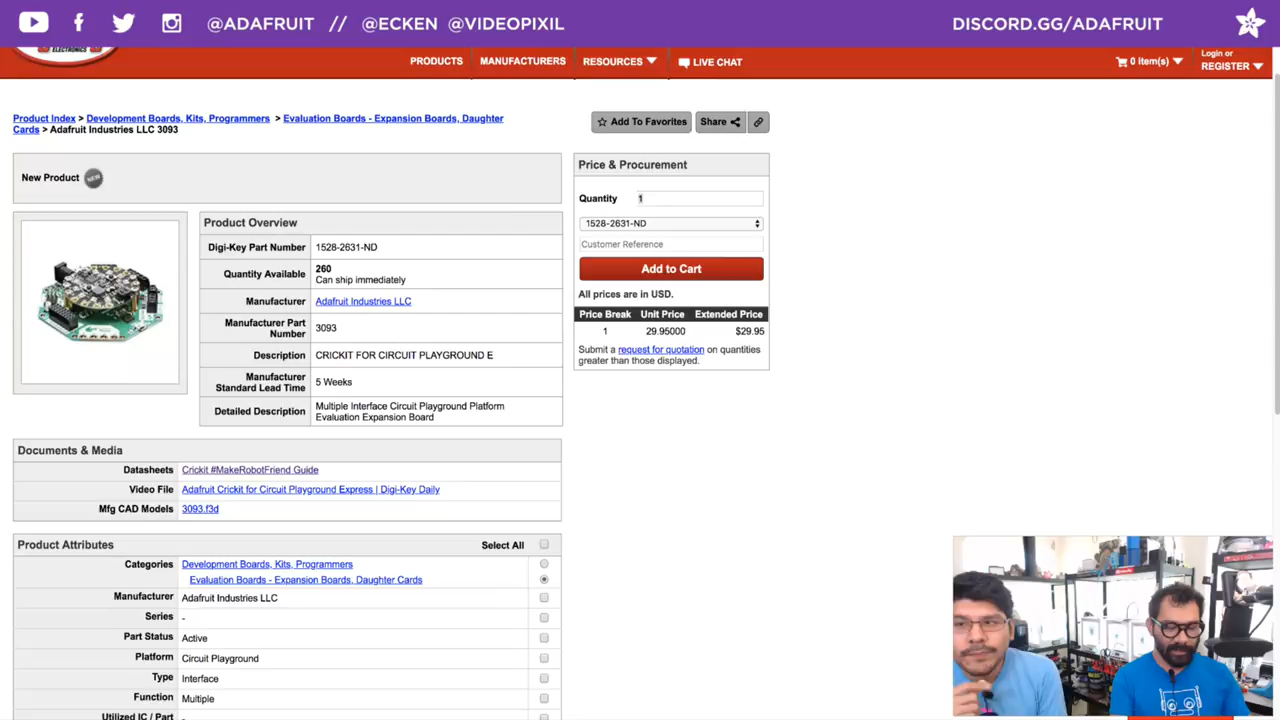 @ADAFRUIT // @ECKEN @VIDEOPIXIL
DISCORD.GG/ADAFRUIT
ELECTRONICS
PRODUCTS
MANUFACTURERS
RESOURCES
LIVE CHAT
0 item(s)
Login or
REGISTER
Product Index > Development Boards, Kits, Programmers > Evaluation Boards - Expansion Boards, Daughter
Cards > Adafruit Industries LLC 3093
Add To Favorites
Share
New Product
NEW
Product Overview
Digi-Key Part Number 1528-2631-ND
Quantity Available 260
Can ship immediately
Manufacturer Adafruit Industries LLC
Manufacturer Part
Number 3093
Description CRICKIT FOR CIRCUIT PLAYGROUND E
Manufacturer
Standard Lead Time 5 Weeks
Detailed Description Multiple Interface Circuit Playground Platform
Evaluation Expansion Board
Price & Procurement
Quantity 1
1528-2631-ND
Customer Reference
Add to Cart
All prices are in USD.
Price Break Unit Price Extended Price
1 29.95000 $29.95
Submit a request for quotation on quantities
greater than those displayed.
Documents & Media
Datasheets Crickit #MakeRobotFriend Guide
Video File Adafruit Crickit for Circuit Playground Express | Digi-Key Daily
Mfg CAD Models 3093.f3d
Product Attributes Select All
Categories Development Boards, Kits, Programmers
Evaluation Boards - Expansion Boards, Daughter Cards
Manufacturer Adafruit Industries LLC
Series -
Part Status Active
Platform Circuit Playground
Type Interface
Function Multiple
Utilized IC / Part